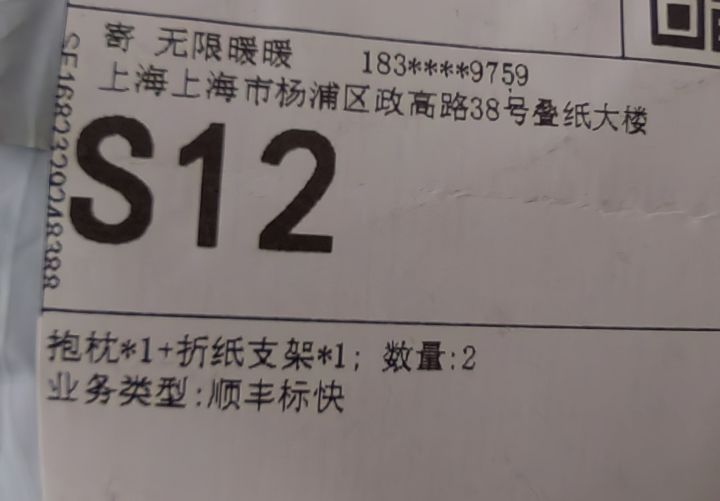 寄 无限暖暖 183****9759
上海上海市杨浦区政高路38号叠纸大楼
S12
抱枕*1+折纸支架*1; 数量:2
业务类型:顺丰标快